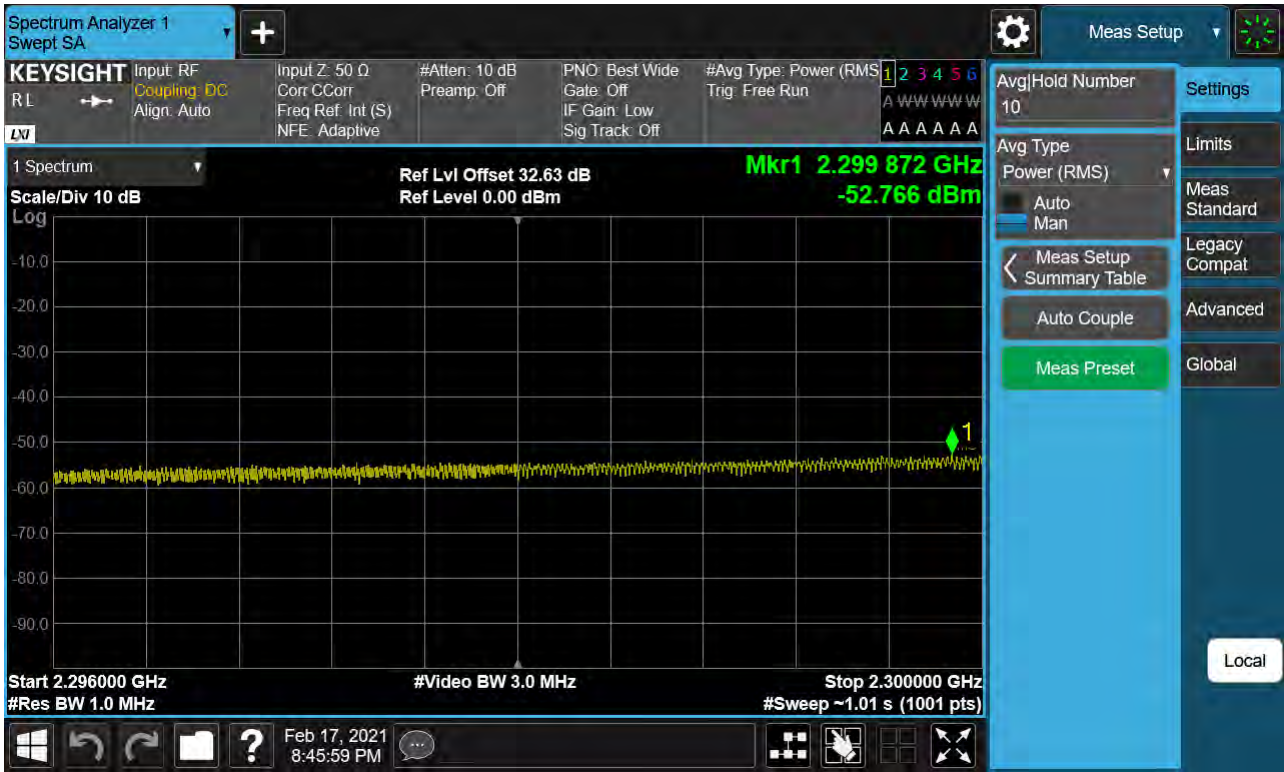 Spectrum Analyzer 1
Swept SA
+
Meas Setup
KEYSIGHT
RL
LXI
Input: RF
Coupling: DC
Align: Auto
Input Z: 50 Ω
Corr CCorr
Freq Ref: Int (S)
NFE: Adaptive
#Atten: 10 dB
Preamp: Off
PNO: Best Wide
Gate: Off
IF Gain: Low
Sig Track: Off
#Avg Type: Power (RMS
Trig: Free Run
1 2 3 4 5 6
A W W W W W
A A A A A A
1 Spectrum
Scale/Div 10 dB
Ref Lvl Offset 32.63 dB
Ref Level 0.00 dBm
Mkr1 2.299 872 GHz
-52.766 dBm
Log
-10.0
-20.0
-30.0
-40.0
-50.0
-60.0
-70.0
-80.0
-90.0
1
Start 2.296000 GHz
#Res BW 1.0 MHz
#Video BW 3.0 MHz
Stop 2.300000 GHz
#Sweep ~1.01 s (1001 pts)
Avg|Hold Number
10
Avg Type
Power (RMS)
Auto
Man
Meas Setup
Summary Table
Auto Couple
Meas Preset
Settings
Limits
Meas
Standard
Legacy
Compat
Advanced
Global
Local
?
Feb 17, 2021
8:45:59 PM